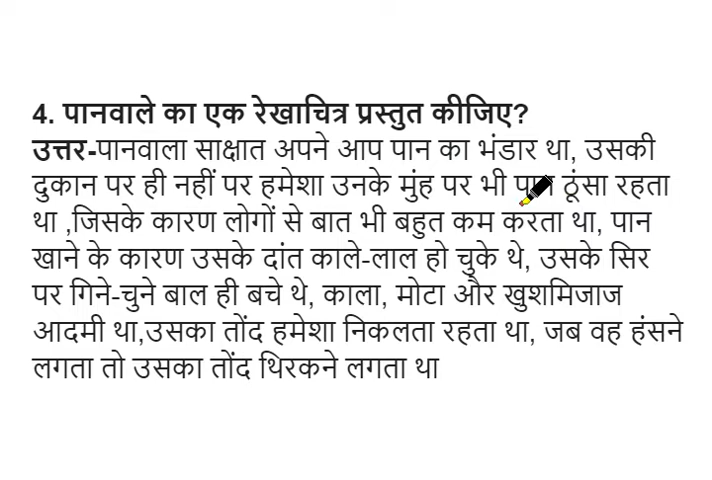 4. पानवाले का एक रेखाचित्र प्रस्तुत कीजिए?
उत्तर-पानवाला साक्षात अपने आप पान का भंडार था, उसकी
दुकान पर ही नहीं पर हमेशा उनके मुंह पर भी पान ठूंसा रहता
था ,जिसके कारण लोगों से बात भी बहुत कम करता था, पान
खाने के कारण उसके दांत काले-लाल हो चुके थे, उसके सिर
पर गिने-चुने बाल ही बचे थे, काला, मोटा और खुशमिजाज
आदमी था,उसका तोंद हमेशा निकलता रहता था, जब वह हंसने
लगता तो उसका तोंद थिरकने लगता था